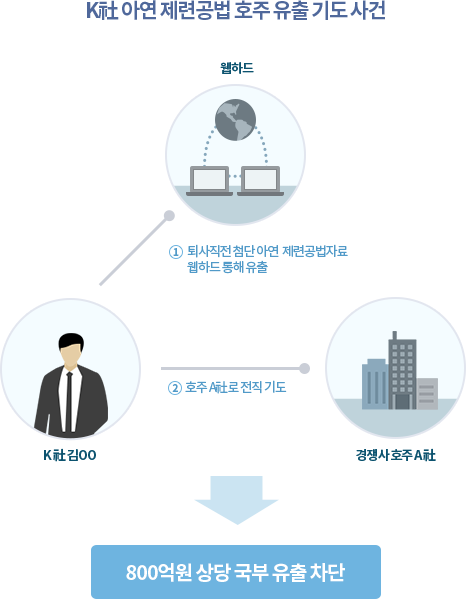 K社 아연 제련공법 호주 유출 기도 사건
웹하드
① 퇴사직전 첨단 아연 제련공법자료
웹하드 통해 유출
② 호주 A社로 전직 기도
K社 김OO
경쟁사 호주 A社
800억원 상당 국부 유출 차단